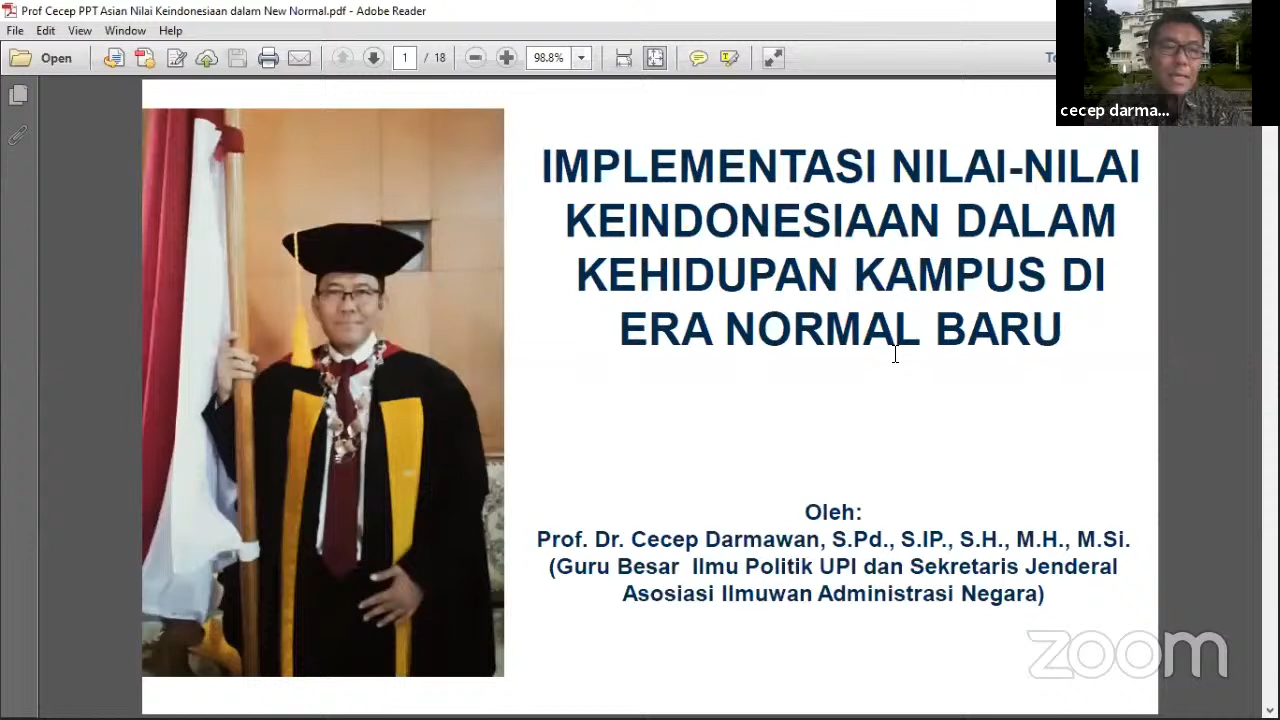 Prof Cecep PPT Asian Nilai Keindonesiaan dalam New Normal.pdf - Adobe Reader
File Edit View Window Help
Open 1 / 18 98.8%
cecep darma...
IMPLEMENTASI NILAI-NILAI
KEINDONESIAAN DALAM
KEHIDUPAN KAMPUS DI
ERA NORMAL BARU
Oleh:
Prof. Dr. Cecep Darmawan, S.Pd., S.IP., S.H., M.H., M.Si.
(Guru Besar Ilmu Politik UPI dan Sekretaris Jenderal
Asosiasi Ilmuwan Administrasi Negara)
zoom